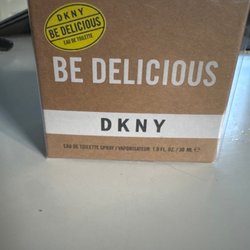 DKNY
BE DELICIOUS
EAU DE TOILETTE
BE DELICIOUS
DKNY
EAU DE TOILETTE SPRAY / VAPORISATEUR 1.0 FL. OZ. / 30 ML ℮